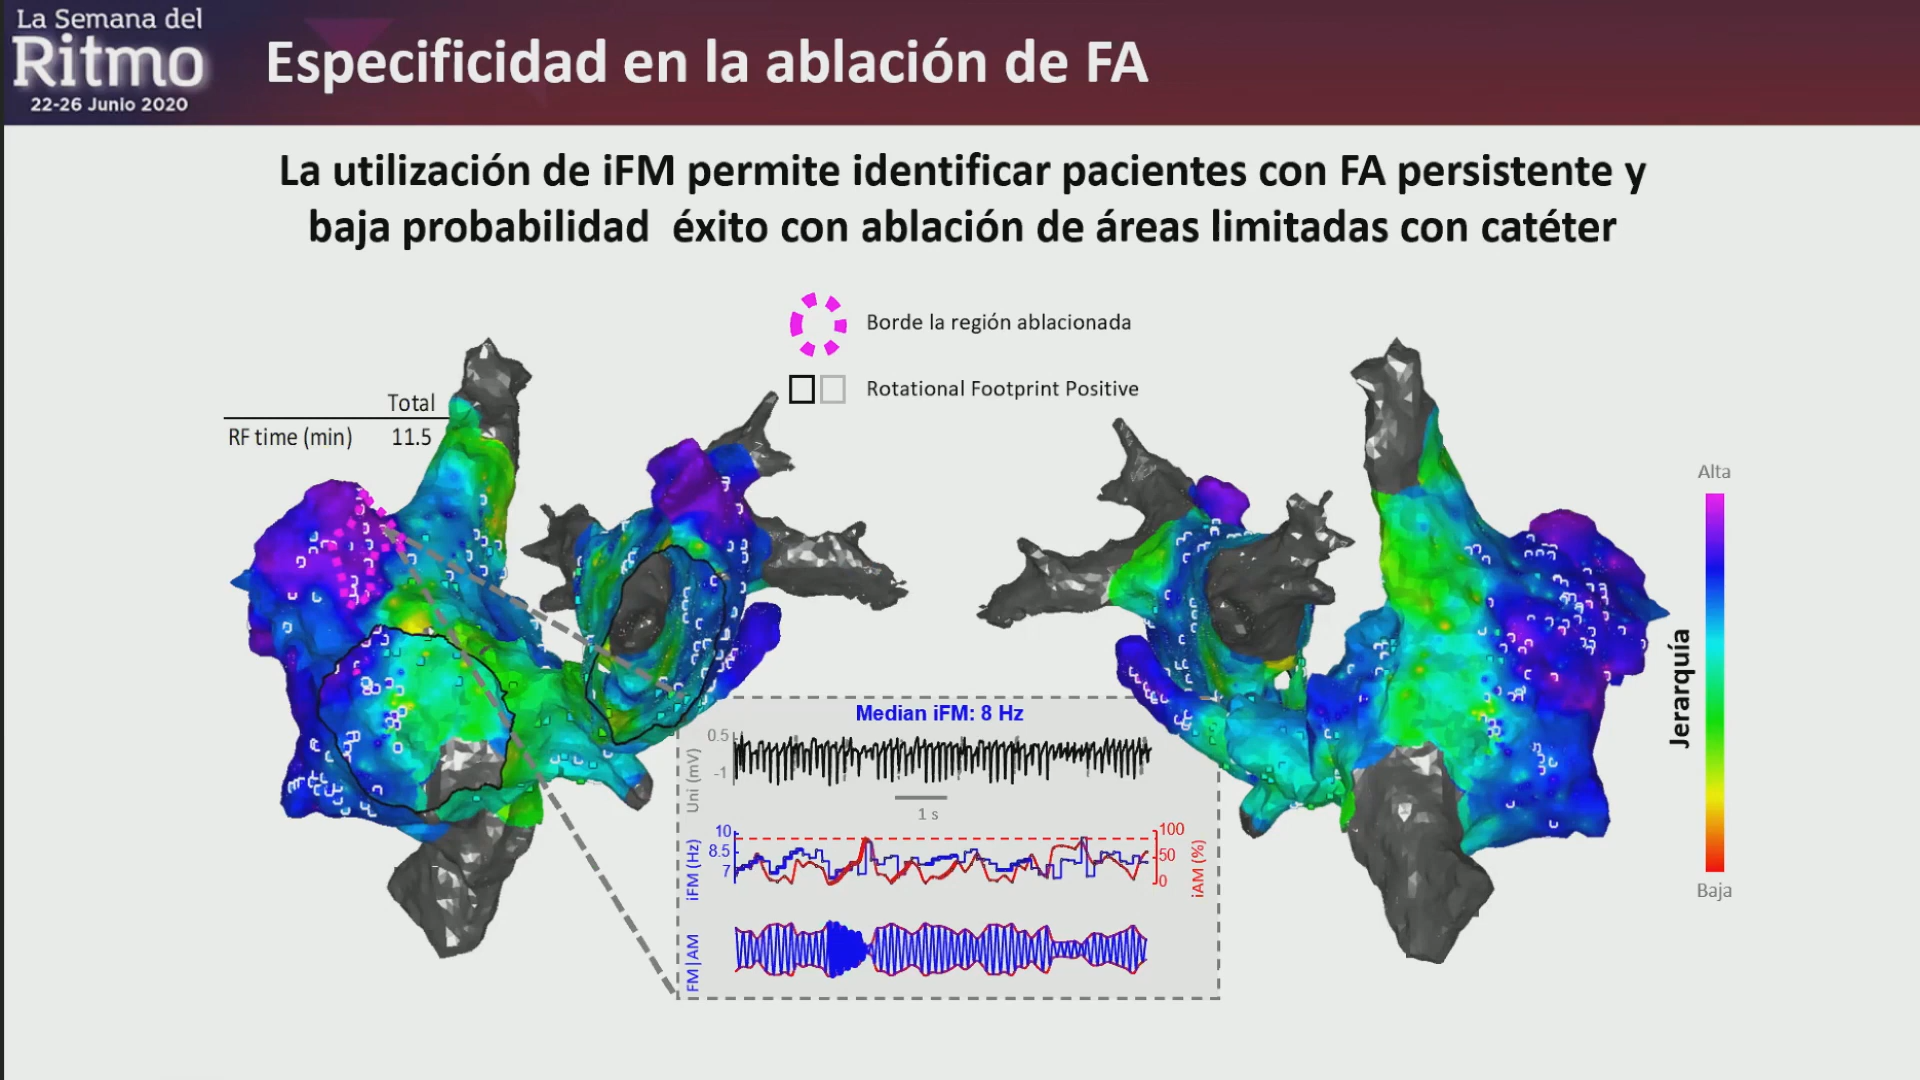 La Semana del
Ritmo
22-26 Junio 2020
Especificidad en la ablación de FA
La utilización de iFM permite identificar pacientes con FA persistente y
baja probabilidad éxito con ablación de áreas limitadas con catéter
Borde la región ablacionada
Rotational Footprint Positive
Total
RF time (min) 11.5
Alta
Jerarquía
Baja
Median iFM: 8 Hz
0.5
-1
Uni (mV)
1 s
10
8.5
7
iFM (Hz)
100
50
0
iAM (%)
FM|AM